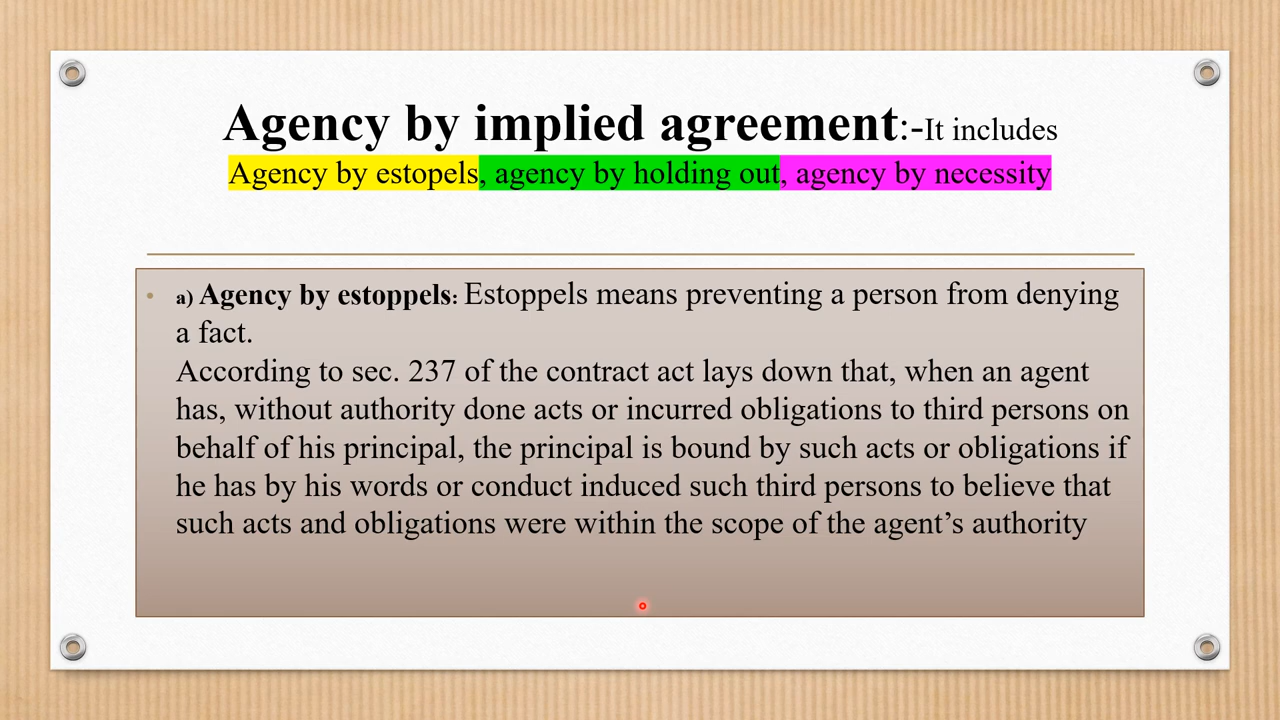 Agency by implied agreement:-It includes
Agency by estopels, agency by holding out, agency by necessity
• a) Agency by estoppels: Estoppels means preventing a person from denying
a fact.
According to sec. 237 of the contract act lays down that, when an agent
has, without authority done acts or incurred obligations to third persons on
behalf of his principal, the principal is bound by such acts or obligations if
he has by his words or conduct induced such third persons to believe that
such acts and obligations were within the scope of the agent’s authority